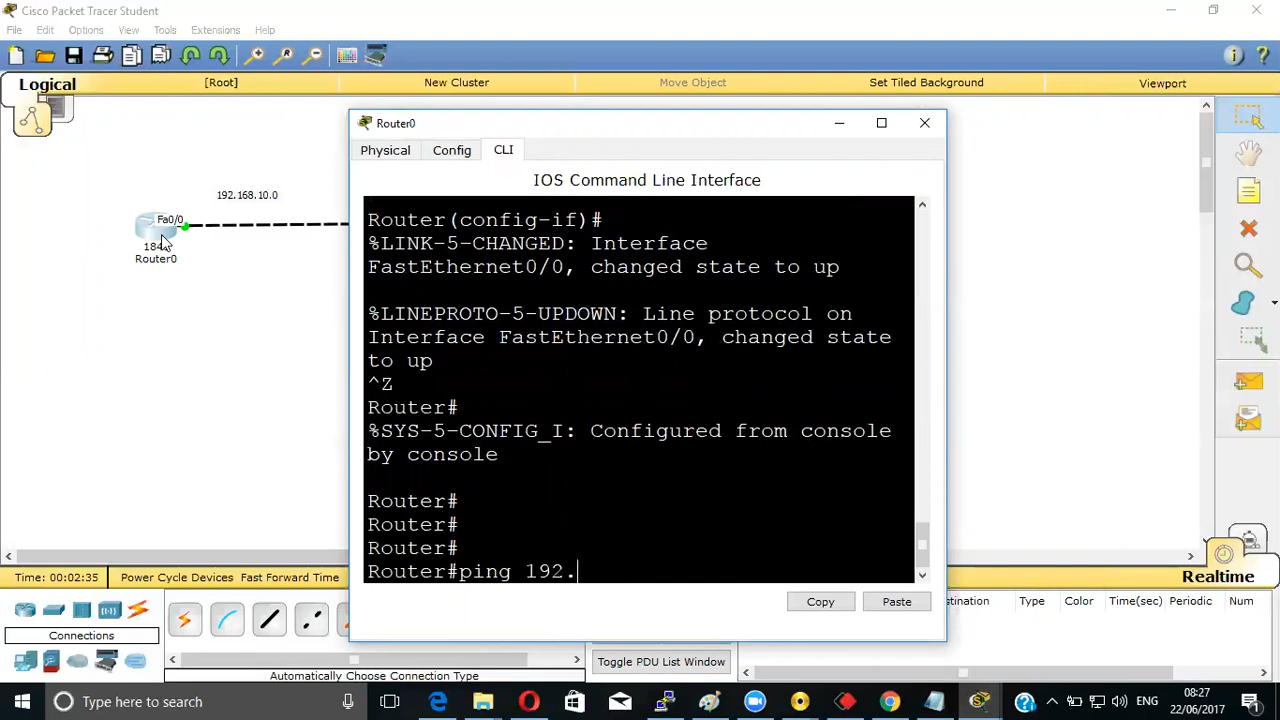 Cisco Packet Tracer Student
File Edit Options View Tools Extensions Help
Logical [Root] New Cluster Move Object Set Tiled Background Viewport
192.168.10.0
Fa0/0
184
Router0
Router0
Physical Config CLI
IOS Command Line Interface
Router(config-if)#
%LINK-5-CHANGED: Interface
FastEthernet0/0, changed state to up
%LINEPROTO-5-UPDOWN: Line protocol on
Interface FastEthernet0/0, changed state
to up
^Z
Router#
%SYS-5-CONFIG_I: Configured from console
by console
Router#
Router#
Router#
Router#ping 192.
Copy Paste
Time: 00:02:35 Power Cycle Devices Fast Forward Time Realtime
Connections
Automatically Choose Connection Type
Toggle PDU List Window
stination Type Color Time(sec) Periodic Num
Type here to search
ENG
08:27
22/06/2017